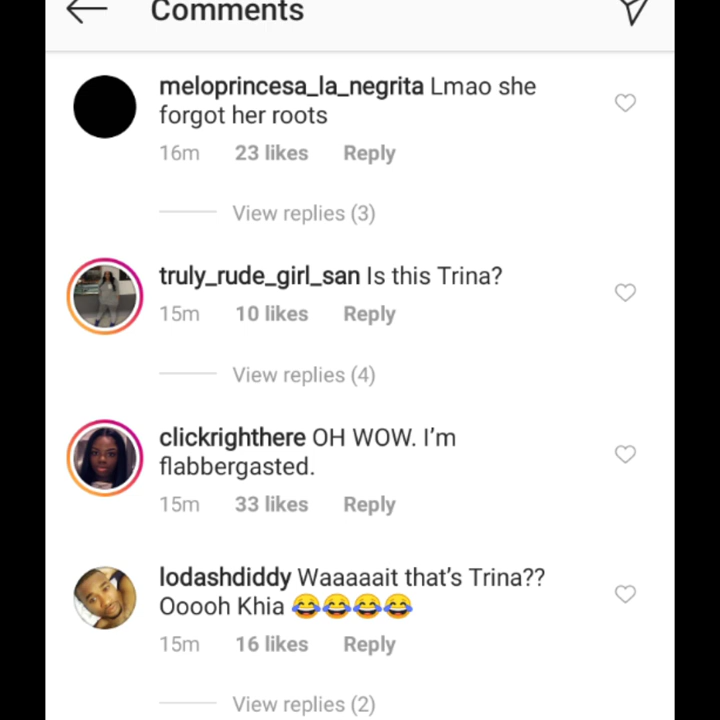 Comments
meloprincesa_la_negrita Lmao she
forgot her roots
16m 23 likes Reply
View replies (3)
truly_rude_girl_san Is this Trina?
15m 10 likes Reply
View replies (4)
clickrighthere OH WOW. I'm
flabbergasted.
15m 33 likes Reply
lodashdiddy Waaaaait that's Trina??
Ooooh Khia 😂😂😂😂
15m 16 likes Reply
View replies (2)